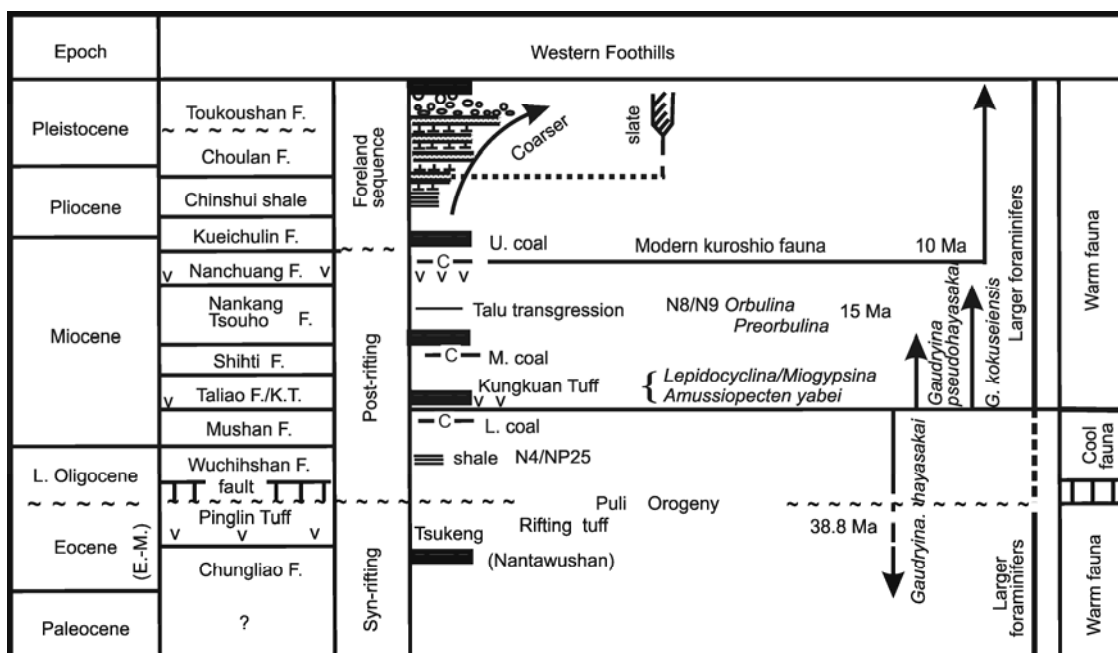 Epoch
Western Foothills
Pleistocene
Pliocene
Miocene
L. Oligocene
Eocene
(E.-M.)
Paleocene
Toukoushan F.
Choulan F.
Chinshui shale
Kueichulin F.
v Nanchuang F. v
Nankang
Tsouho F.
Shihti F.
v Taliao F./K.T.
Mushan F.
Wuchihshan F.
fault
Pinglin Tuff
v v v
Chungliao F.
?
Foreland
sequence
Post-rifting
Syn-rifting
Coarser
slate
U. coal
C
v v v
Modern kuroshio fauna
10 Ma
Talu transgression
N8/N9 Orbulina
Preorbulina
15 Ma
C
M. coal
Kungkuan Tuff
v v
{ Lepidocyclina/Miogypsina
Amussiopecten yabei
C
L. coal
shale N4/NP25
Puli Orogeny
Tsukeng
Rifting tuff
38.8 Ma
(Nantawushan)
Gaudryina
pseudohayasakai
G. kokuseiensis
Larger foraminifers
Gaudryina. hayasakai
Larger
foraminifers
Warm fauna
Cool
fauna
Warm fauna